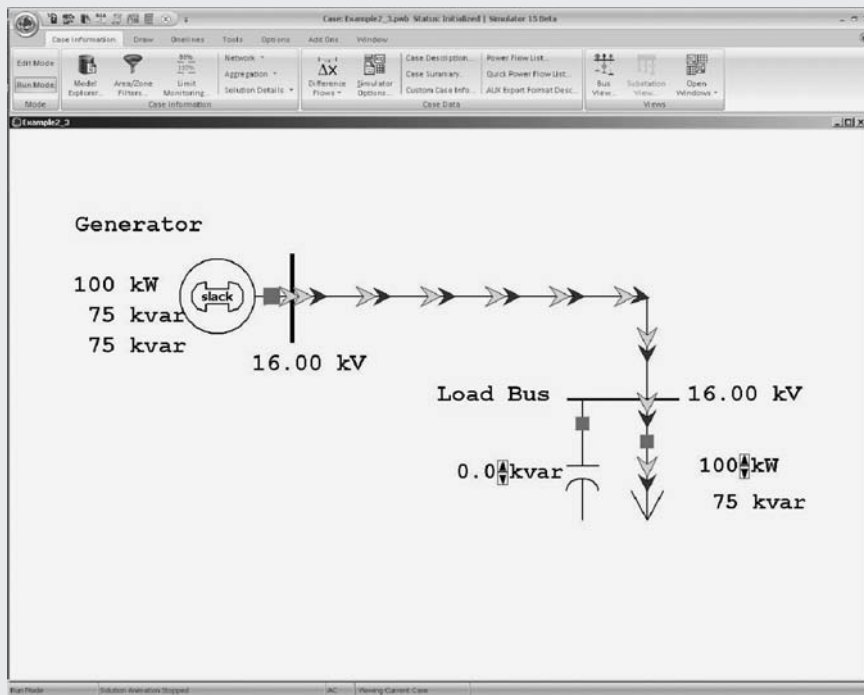 Case: Example2_3.pwb Status: Initialized | Simulator 15 Beta
Case Information Draw Onelines Tools Options Add Ons Window
Edit Mode
Run Mode
Mode
Model Explorer...
Area/Zone Filters...
Limit Monitoring...
Network
Aggregation
Solution Details
Case Information
Difference Flows
Simulator Options...
Case Description...
Case Summary...
Custom Case Info...
Power Flow List...
Quick Power Flow List...
AUX Export Format Desc...
Case Data
Bus View...
Substation View...
Open Windows
Views
Example2_3
Generator
100 kW
75 kvar
75 kvar
slack
16.00 kV
Load Bus
16.00 kV
0.0 kvar
100 kW
75 kvar
Run Mode Solution Animation Stopped AC Viewing Current Case